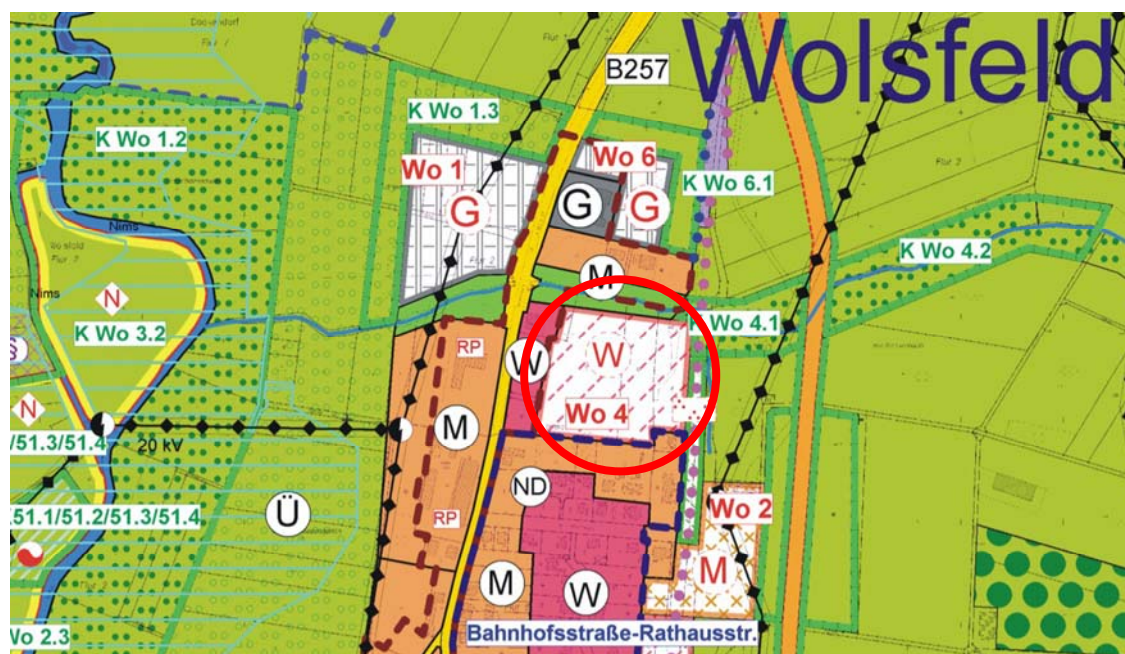 Wolsfeld
B257
K Wo 1.3
K Wo 1.2
Wo 1
Wo 6
K Wo 6.1
G
G
G
Nims
K Wo 4.2
M
N
Nims
K Wo 3.2
K Wo 4.1
RP
W
W
§
Wo 4
N
M
/51.3/51.4
20 kV
ND
Wo 2
Ü
51.1/51.2/51.3/51.4
RP
M
M
W
Wo 2.3
Bahnhofsstraße-Rathausstr.